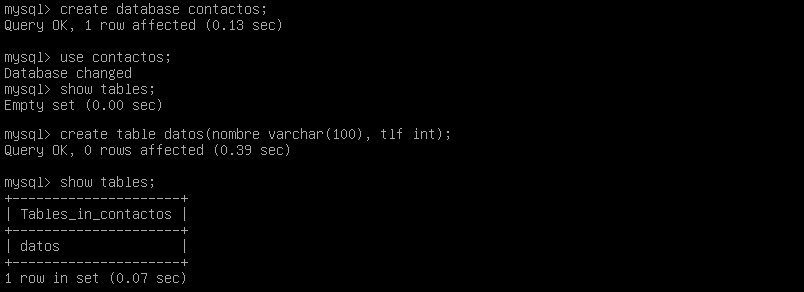 mysql> create database contactos;
Query OK, 1 row affected (0.13 sec)
mysql> use contactos;
Database changed
mysql> show tables;
Empty set (0.00 sec)
mysql> create table datos(nombre varchar(100), tlf int);
Query OK, 0 rows affected (0.39 sec)
mysql> show tables;
+---------------------+
| Tables_in_contactos |
+---------------------+
| datos               |
+---------------------+
1 row in set (0.07 sec)